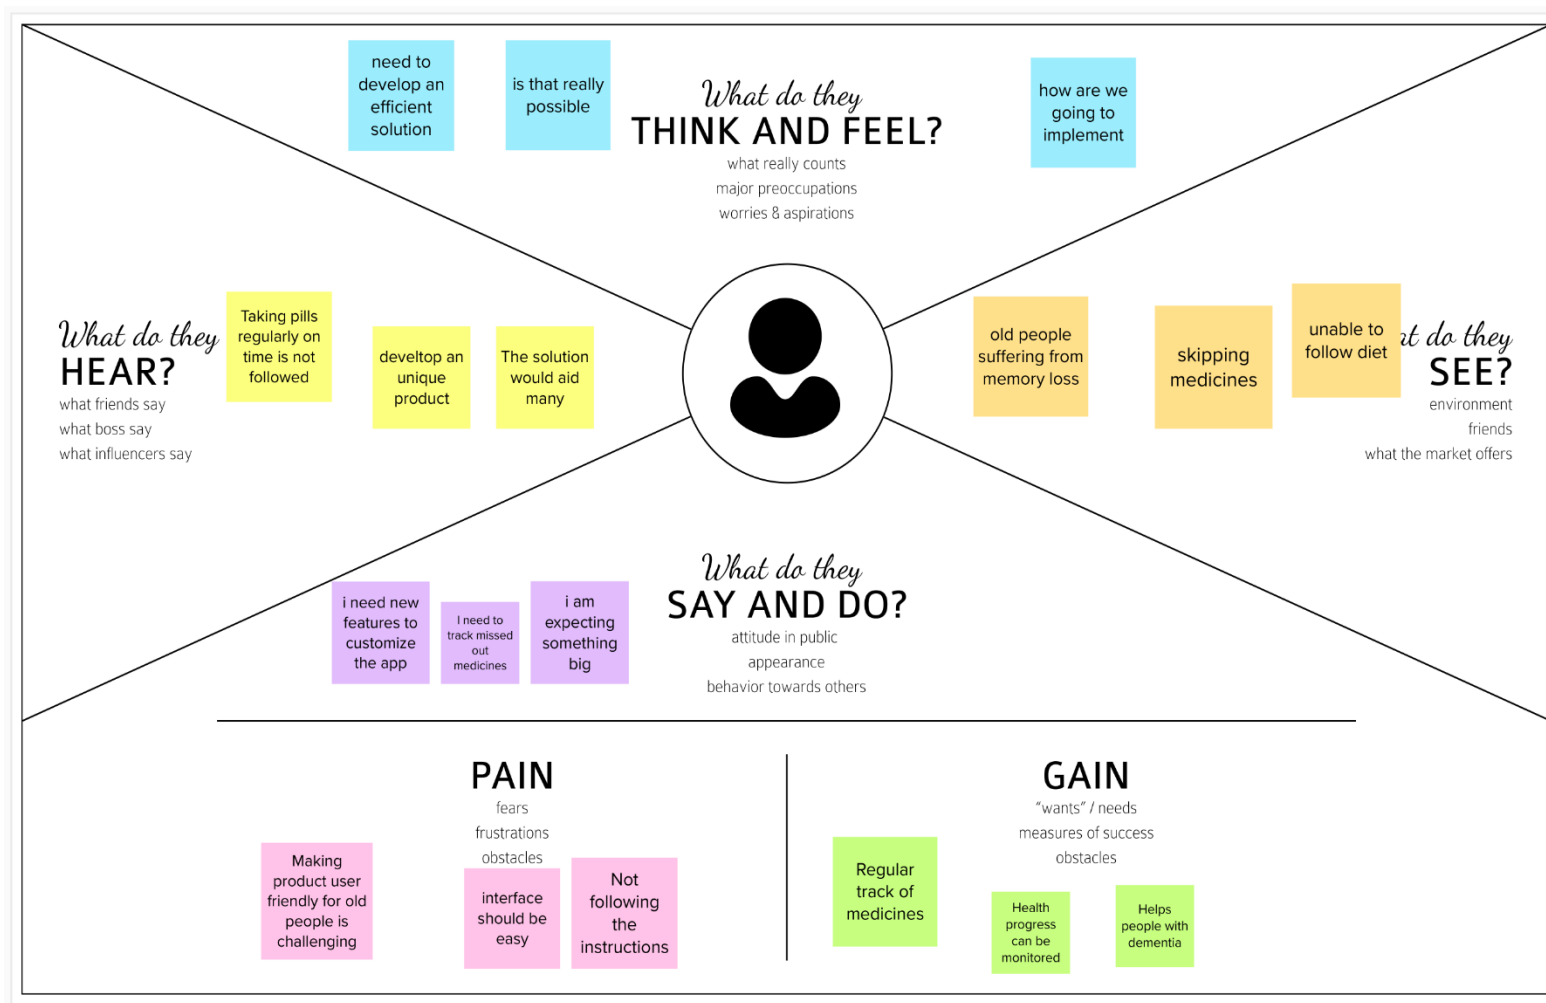 need to
develop an
efficient
solution
is that really
possible
What do they
THINK AND FEEL?
what really counts
major preoccupations
worries & aspirations
how are we
going to
implement
What do they
HEAR?
what friends say
what boss say
what influencers say
Taking pills
regularly on
time is not
followed
develtop an
unique
product
The solution
would aid
many
old people
suffering from
memory loss
skipping
medicines
unable to
follow diet
at do they
SEE?
environment
friends
what the market offers
i need new
features to
customize
the app
I need to
track missed
out
medicines
i am
expecting
something
big
What do they
SAY AND DO?
attitude in public
appearance
behavior towards others
PAIN
fears
frustrations
obstacles
Making
product user
friendly for old
people is
challenging
interface
should be
easy
Not
following
the
instructions
GAIN
"wants" / needs
measures of success
obstacles
Regular
track of
medicines
Health
progress
can be
monitored
Helps
people with
dementia